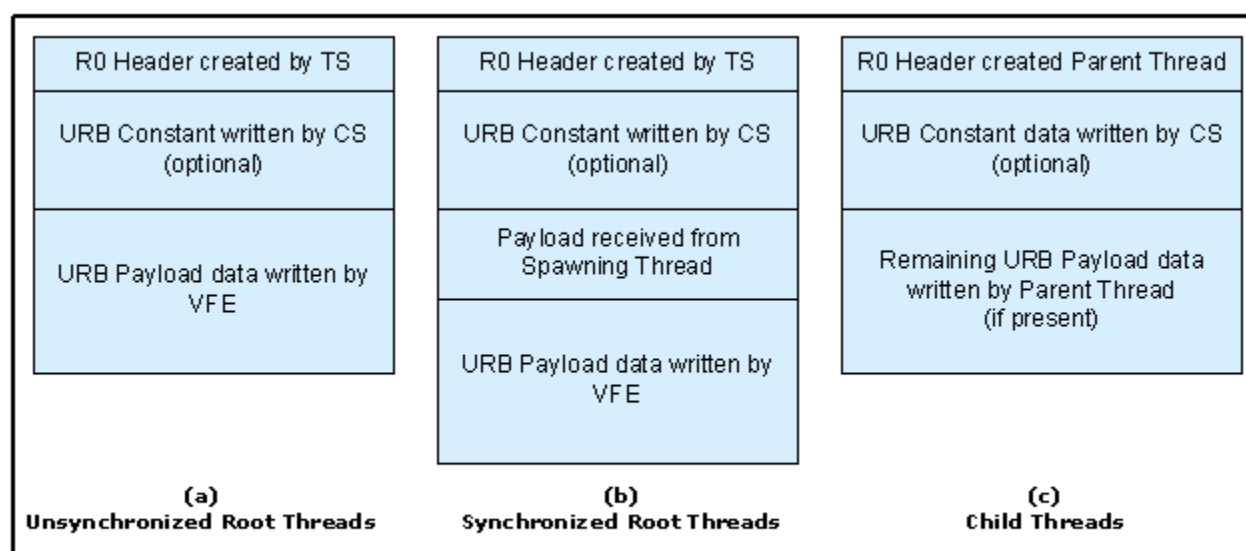 R0 Header created by TS
URB Constant written by CS
(optional)
URB Payload data written by
VFE
(a)
Unsynchronized Root Threads
R0 Header created by TS
URB Constant written by CS
(optional)
Payload received from
Spawning Thread
URB Payload data written by
VFE
(b)
Synchronized Root Threads
R0 Header created Parent Thread
URB Constant data written by CS
(optional)
Remaining URB Payload data
written by Parent Thread
(if present)
(c)
Child Threads